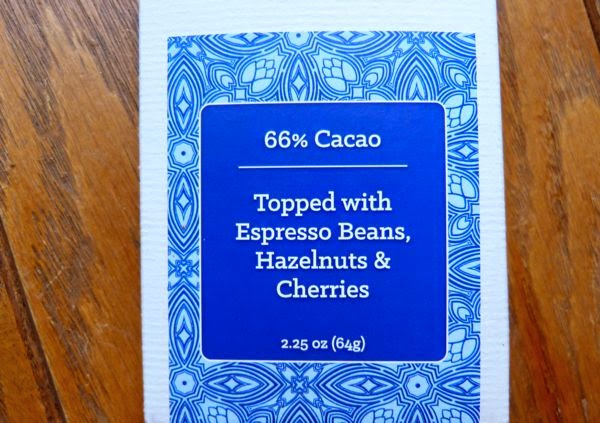 66% Cacao
Topped with
Espresso Beans,
Hazelnuts &
Cherries
2.25 oz (64g)